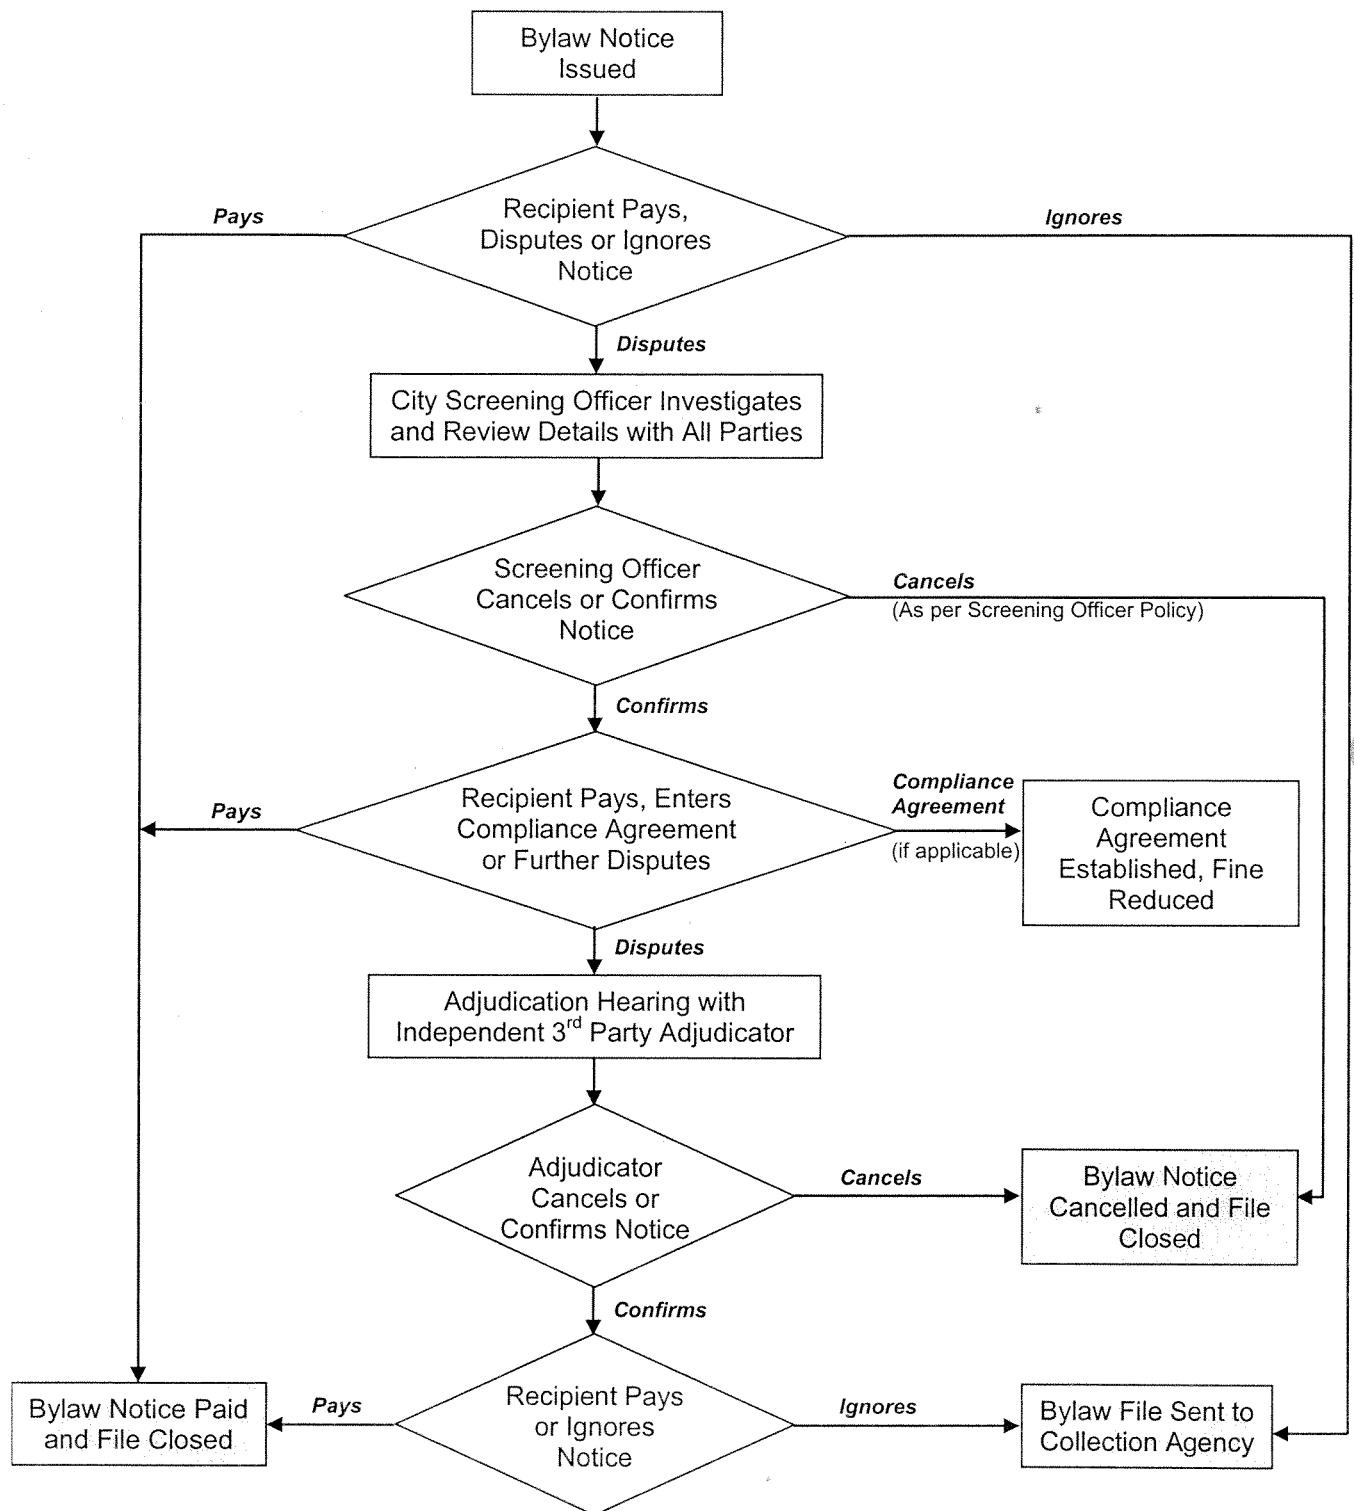 Bylaw Notice
Issued
Pays
Recipient Pays,
Disputes or Ignores
Notice
Ignores
Disputes
City Screening Officer Investigates
and Review Details with All Parties
Screening Officer
Cancels or Confirms
Notice
Cancels
(As per Screening Officer Policy)
Confirms
Pays
Recipient Pays, Enters
Compliance Agreement
or Further Disputes
Compliance
Agreement
(if applicable)
Compliance
Agreement
Established, Fine
Reduced
Disputes
Adjudication Hearing with
Independent 3rd Party Adjudicator
Adjudicator
Cancels or
Confirms Notice
Cancels
Bylaw Notice
Cancelled and File
Closed
Confirms
Bylaw Notice Paid
and File Closed
Pays
Recipient Pays
or Ignores
Notice
Ignores
Bylaw File Sent to
Collection Agency